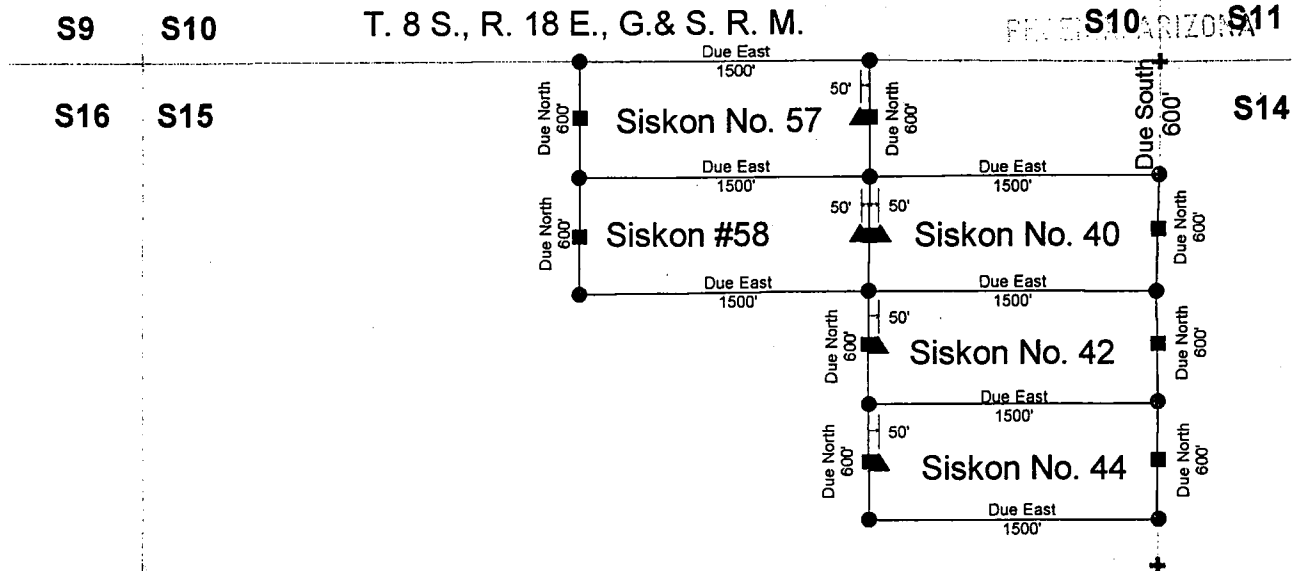 S9 S10 T. 8 S., R. 18 E., G.& S. R. M. S10 ARIZONA S11
Due East
1500'
S16 S15 S14
Due North
600'
50'
Siskon No. 57
Due North
600'
Due South
600'
Due East
1500'
Due East
1500'
Due North
600'
50' 50'
Siskon #58 Siskon No. 40
Due North
600'
Due East
1500'
Due East
1500'
Due North
600'
50'
Siskon No. 42
Due North
600'
Due East
1500'
Due North
600'
50'
Siskon No. 44
Due North
600'
Due East
1500'